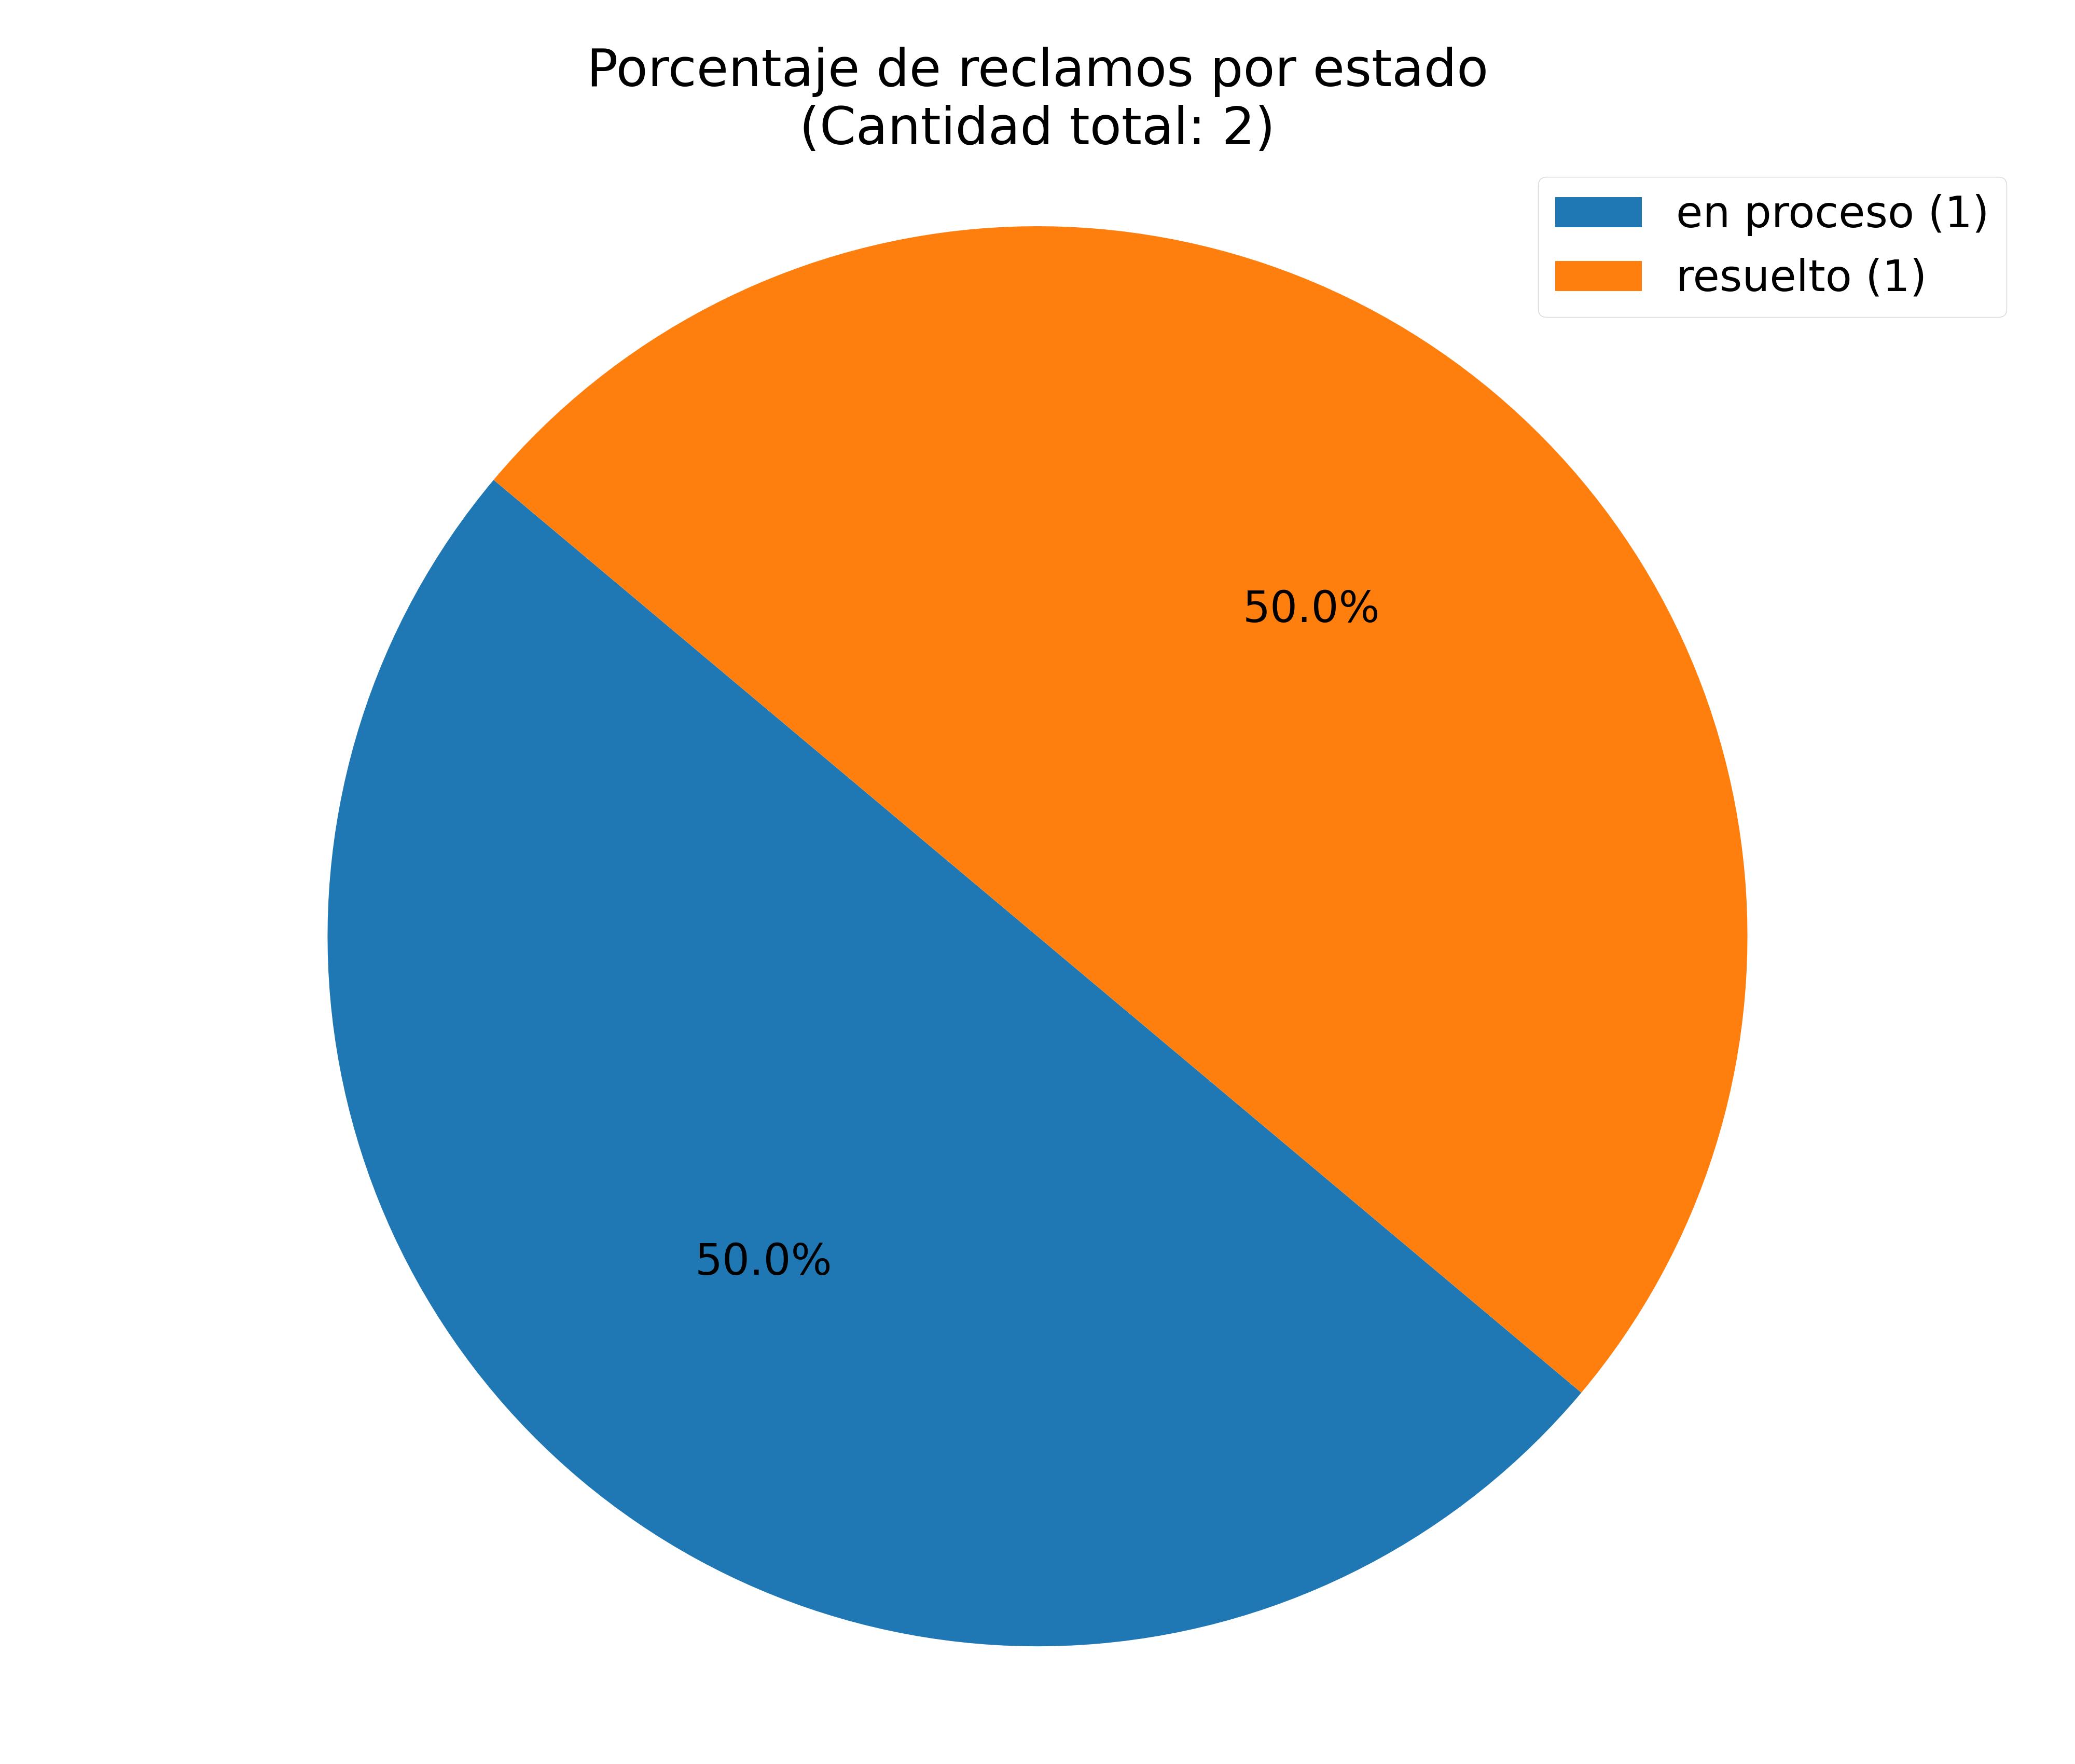 Porcentaje de reclamos por estado
(Cantidad total: 2)
en proceso (1)
resuelto (1)
50.0%
50.0%